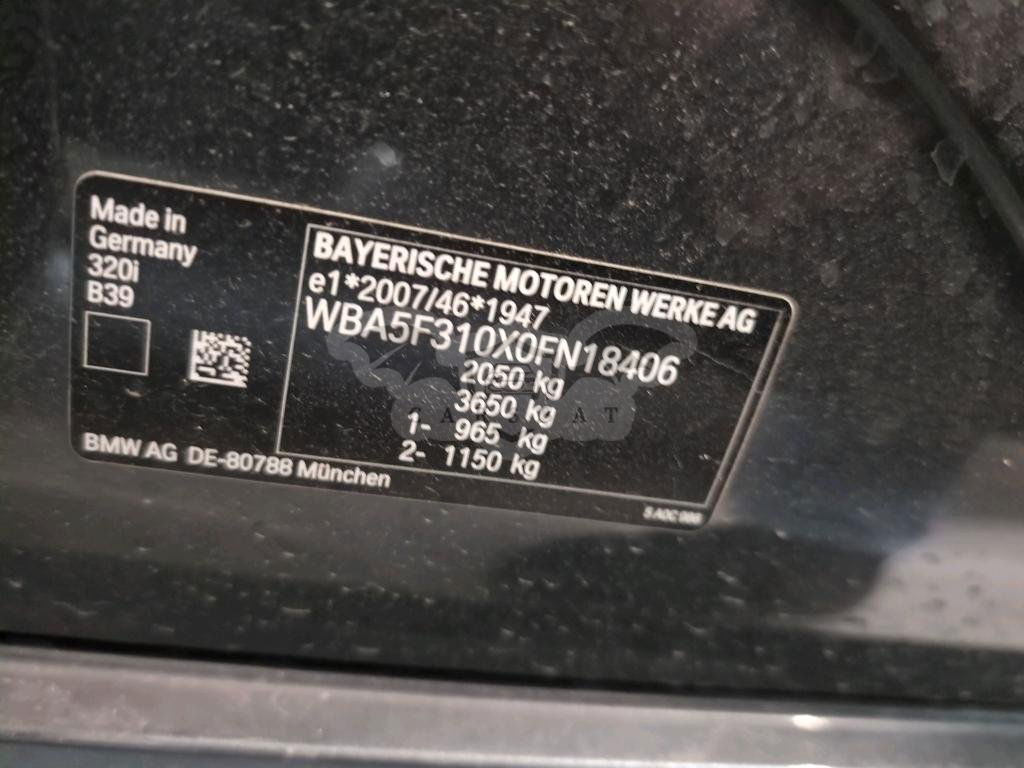 Made in
Germany
320i
B39
BAYERISCHE MOTOREN WERKE AG
e1*2007/46*1947
WBA5F310X0FN18406
2050 kg
3650 kg
1- 965 kg
2- 1150 kg
BMW AG DE-80788 München